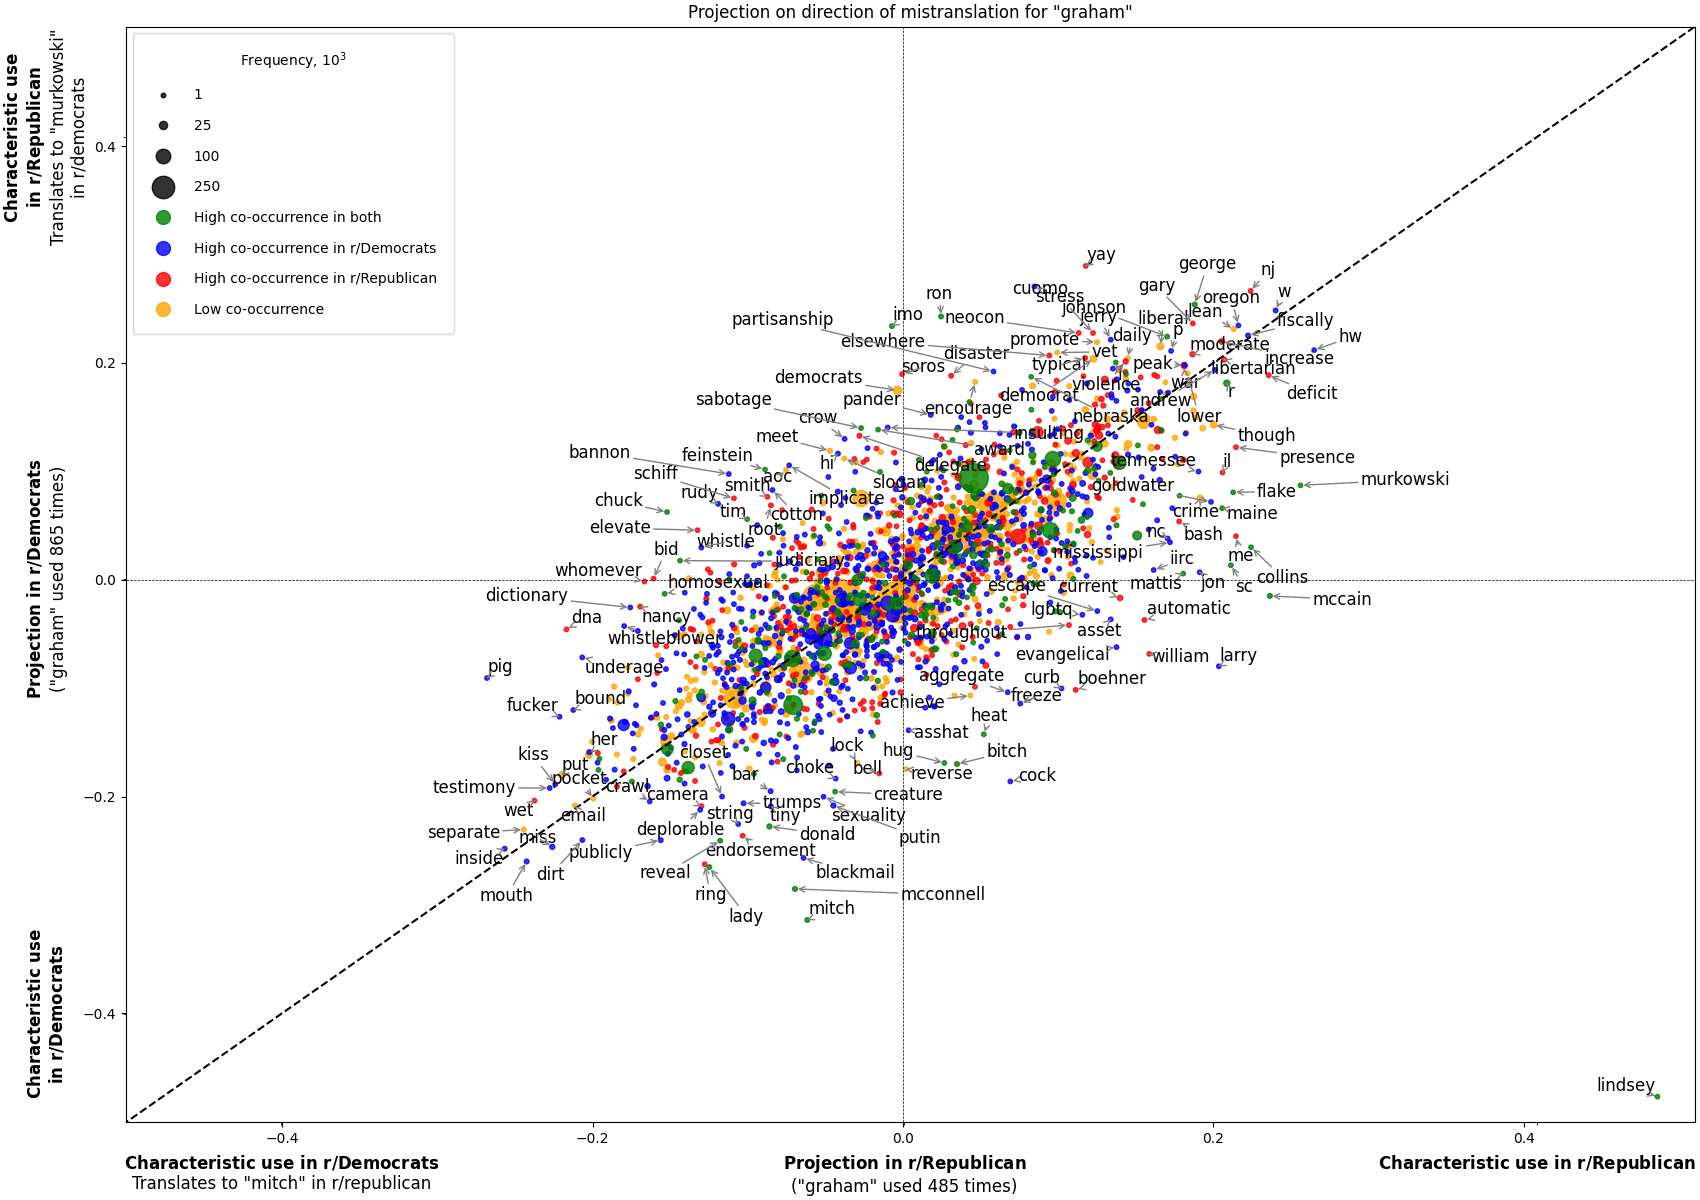 Projection on direction of mistranslation for "graham"
Characteristic use
in r/Republican
Translates to "murkowski"
in r/democrats
Projection in r/Democrats
("graham" used 865 times)
Characteristic use
in r/Democrats
Frequency, 10^3
1
25
100
250
High co-occurrence in both
High co-occurrence in r/Democrats
High co-occurrence in r/Republican
Low co-occurrence
0.4
0.2
0.0
−0.2
−0.4
yay
george
nj
cuomo
stress
gary
w
ron
johnson
lean
oregon
imo
neocon
jerry
liberal
p
fiscally
partisanship
elsewhere
promote
daily
moderate
hw
disaster
vet
typical
peak
increase
soros
libertarian
democrats
violence
war
r
deficit
sabotage
pander
encourage
democrat
andrew
crow
nebraska
lower
meet
insulting
though
bannon
feinstein
hi
award
presence
schiff
aoc
delegate
tennessee
jl
smith
slogan
goldwater
murkowski
chuck
rudy
implicate
flake
tim
cotton
crime
maine
elevate
root
nc
bash
whistle
bid
judiciary
mississippi
iirc
me
whomever
homosexual
escape
current
mattis
jon
sc
collins
dictionary
nancy
lgbtq
automatic
mccain
dna
whistleblower
throughout
asset
pig
underage
evangelical
william
larry
aggregate
curb
boehner
fucker
bound
achieve
freeze
heat
her
asshat
kiss
put
closet
lock
hug
bitch
testimony
pocket
crawl
bar
choke
bell
reverse
cock
wet
email
camera
string
trumps
tiny
creature
separate
miss
deplorable
sexuality
inside
dirt
publicly
donald
putin
mouth
reveal
endorsement
blackmail
ring
mcconnell
lady
mitch
lindsey
−0.4
−0.2
0.0
0.2
0.4
Characteristic use in r/Democrats
Translates to "mitch" in r/republican
Projection in r/Republican
("graham" used 485 times)
Characteristic use in r/Republican